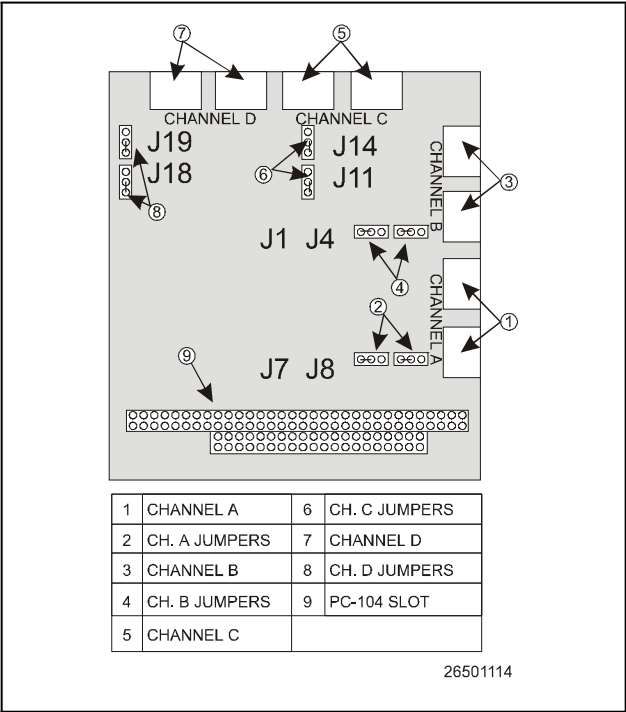 7 5
CHANNEL D CHANNEL C
J19 J14
J18 J11
6
8
CHANNEL B
3
J1 J4
4
CHANNEL A
2
1
9
J7 J8
1 CHANNEL A 6 CH. C JUMPERS
2 CH. A JUMPERS 7 CHANNEL D
3 CHANNEL B 8 CH. D JUMPERS
4 CH. B JUMPERS 9 PC-104 SLOT
5 CHANNEL C
26501114